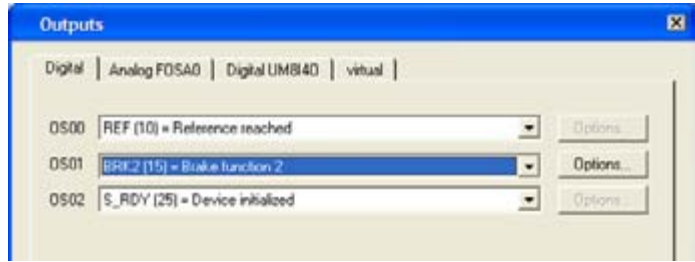 Outputs
Digital | Analog FOSA0 | Digital UM8I4O | virtual |
OS00 REF (10) = Reference reached Options...
OS01 BRK2 (15) = Brake function 2 Options...
OS02 S_RDY (25) = Device initialized Options...